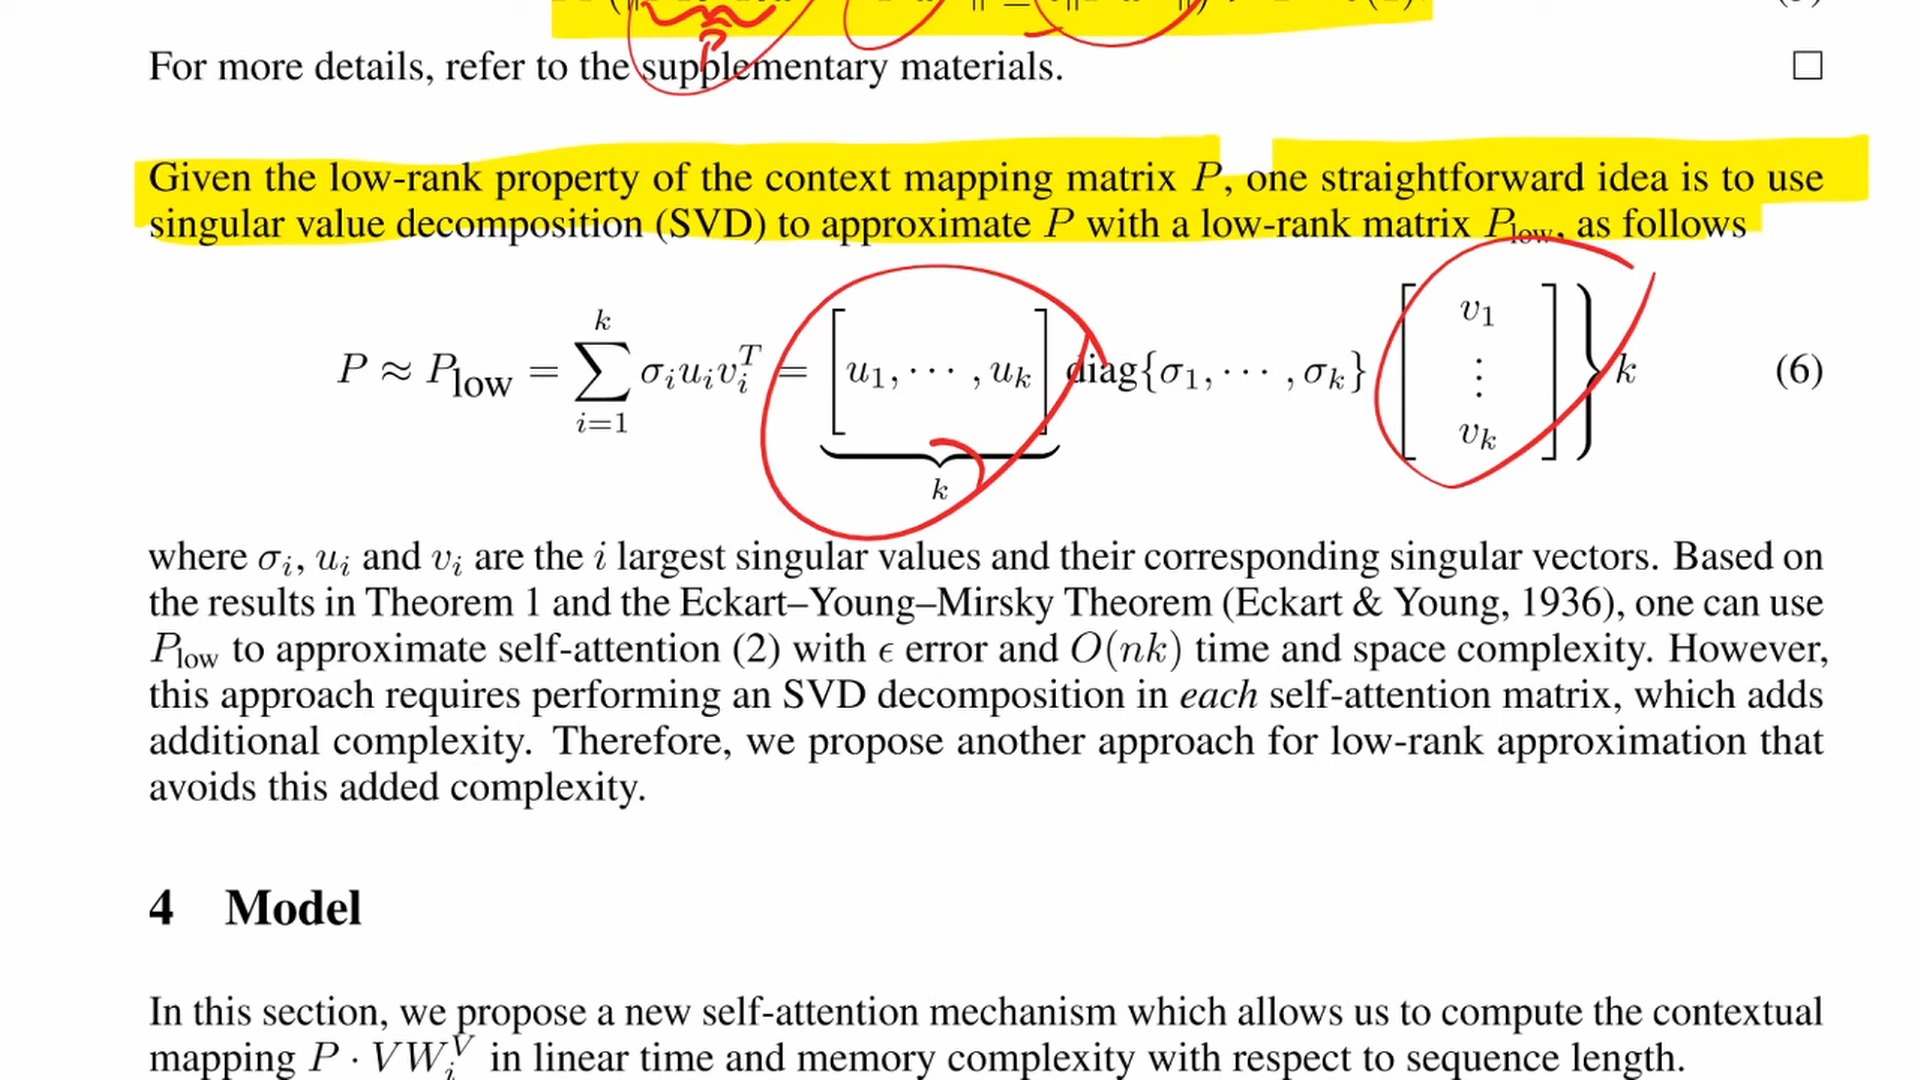 For more details, refer to the supplementary materials. □
Given the low-rank property of the context mapping matrix P, one straightforward idea is to use
singular value decomposition (SVD) to approximate P with a low-rank matrix P_low, as follows
P ≈ P_low = ∑_{i=1}^{k} σ_i u_i v_i^T = [u_1, ⋯ , u_k] diag{σ_1, ⋯ , σ_k} [v_1 ⋮ v_k] } k (6)
k
where σ_i, u_i and v_i are the i largest singular values and their corresponding singular vectors. Based on
the results in Theorem 1 and the Eckart–Young–Mirsky Theorem (Eckart & Young, 1936), one can use
P_low to approximate self-attention (2) with ϵ error and O(nk) time and space complexity. However,
this approach requires performing an SVD decomposition in each self-attention matrix, which adds
additional complexity. Therefore, we propose another approach for low-rank approximation that
avoids this added complexity.
4 Model
In this section, we propose a new self-attention mechanism which allows us to compute the contextual
mapping P · VW_i^V in linear time and memory complexity with respect to sequence length.